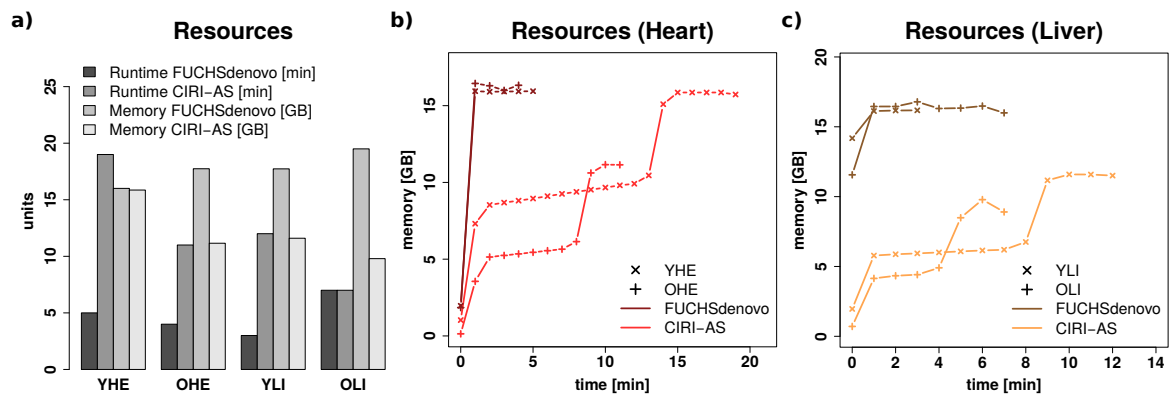 a)
Resources
Runtime FUCHSdenovo [min]
Runtime CIRI−AS [min]
Memory FUCHSdenovo [GB]
Memory CIRI−AS [GB]
units
0
5
10
15
20
25
YHE
OHE
YLI
OLI
b)
Resources (Heart)
memory [GB]
0
5
10
15
YHE
OHE
FUCHSdenovo
CIRI−AS
0
5
10
15
20
time [min]
c)
Resources (Liver)
memory [GB]
0
5
10
15
20
YLI
OLI
FUCHSdenovo
CIRI−AS
0
2
4
6
8
10
12
14
time [min]